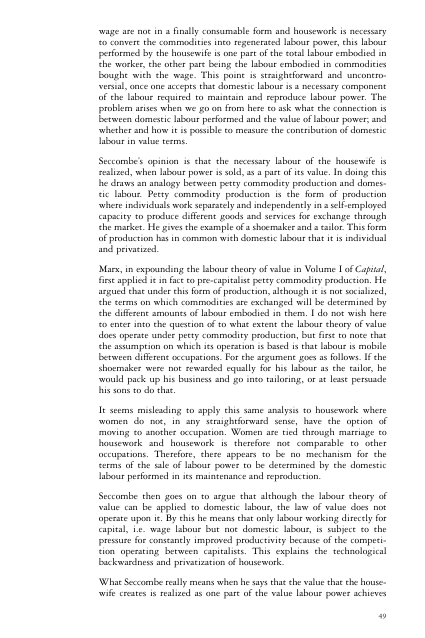 wage are not in a finally consumable form and housework is necessary
to convert the commodities into regenerated labour power, this labour
performed by the housewife is one part of the total labour embodied in
the worker, the other part being the labour embodied in commodities
bought with the wage. This point is straightforward and uncontro-
versial, once one accepts that domestic labour is a necessary component
of the labour required to maintain and reproduce labour power. The
problem arises when we go on from here to ask what the connection is
between domestic labour performed and the value of labour power; and
whether and how it is possible to measure the contribution of domestic
labour in value terms.
Seccombe's opinion is that the necessary labour of the housewife is
realized, when labour power is sold, as a part of its value. In doing this
he draws an analogy between petty commodity production and domes-
tic labour. Petty commodity production is the form of production
where individuals work separately and independently in a self-employed
capacity to produce different goods and services for exchange through
the market. He gives the example of a shoemaker and a tailor. This form
of production has in common with domestic labour that it is individual
and privatized.
Marx, in expounding the labour theory of value in Volume I of Capital,
first applied it in fact to pre-capitalist petty commodity production. He
argued that under this form of production, although it is not socialized,
the terms on which commodities are exchanged will be determined by
the different amounts of labour embodied in them. I do not wish here
to enter into the question of to what extent the labour theory of value
does operate under petty commodity production, but first to note that
the assumption on which its operation is based is that labour is mobile
between different occupations. For the argument goes as follows. If the
shoemaker were not rewarded equally for his labour as the tailor, he
would pack up his business and go into tailoring, or at least persuade
his sons to do that.
It seems misleading to apply this same analysis to housework where
women do not, in any straightforward sense, have the option of
moving to another occupation. Women are tied through marriage to
housework and housework is therefore not comparable to other
occupations. Therefore, there appears to be no mechanism for the
terms of the sale of labour power to be determined by the domestic
labour performed in its maintenance and reproduction.
Seccombe then goes on to argue that although the labour theory of
value can be applied to domestic labour, the law of value does not
operate upon it. By this he means that only labour working directly for
capital, i.e. wage labour but not domestic labour, is subject to the
pressure for constantly improved productivity because of the competi-
tion operating between capitalists. This explains the technological
backwardness and privatization of housework.
What Seccombe really means when he says that the value that the house-
wife creates is realized as one part of the value labour power achieves
49